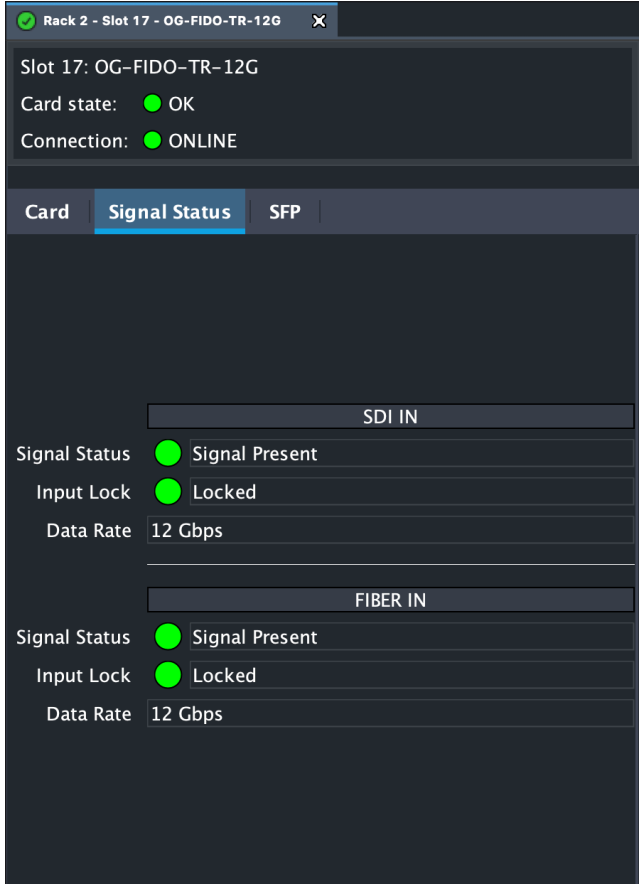 Rack 2 - Slot 17 - OG-FIDO-TR-12G
Slot 17: OG-FIDO-TR-12G
Card state: OK
Connection: ONLINE
Card Signal Status SFP
SDI IN
Signal Status Signal Present
Input Lock Locked
Data Rate 12 Gbps
FIBER IN
Signal Status Signal Present
Input Lock Locked
Data Rate 12 Gbps